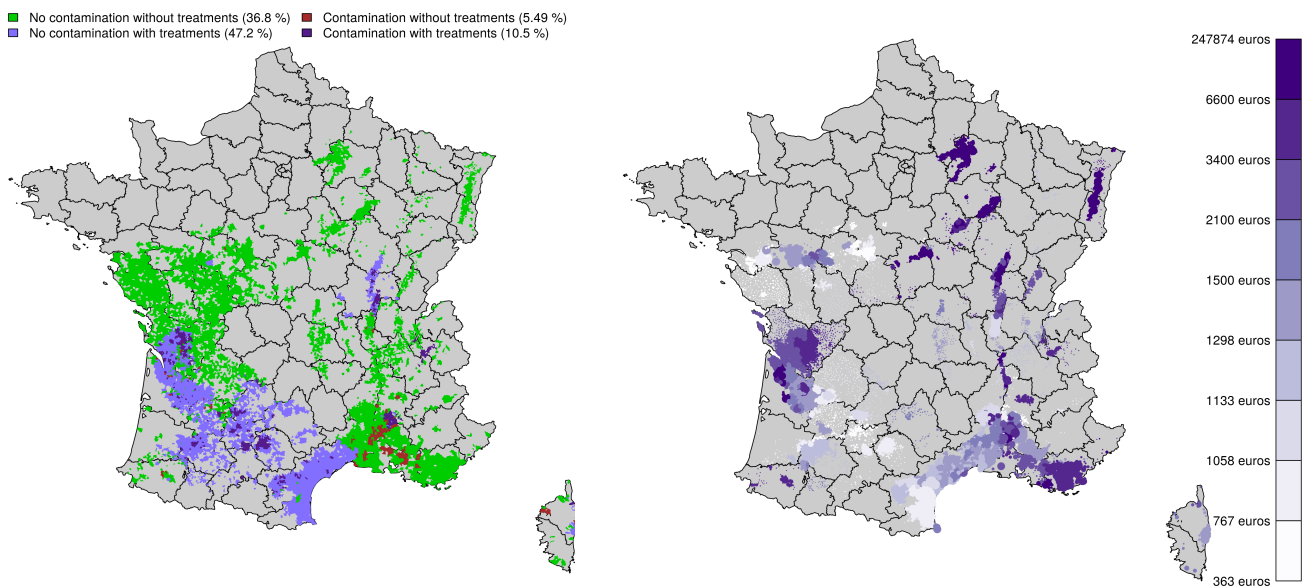 No contamination without treatments (36.8 %)
Contamination without treatments (5.49 %)
No contamination with treatments (47.2 %)
Contamination with treatments (10.5 %)
247874 euros
6600 euros
3400 euros
2100 euros
1500 euros
1298 euros
1133 euros
1058 euros
767 euros
363 euros